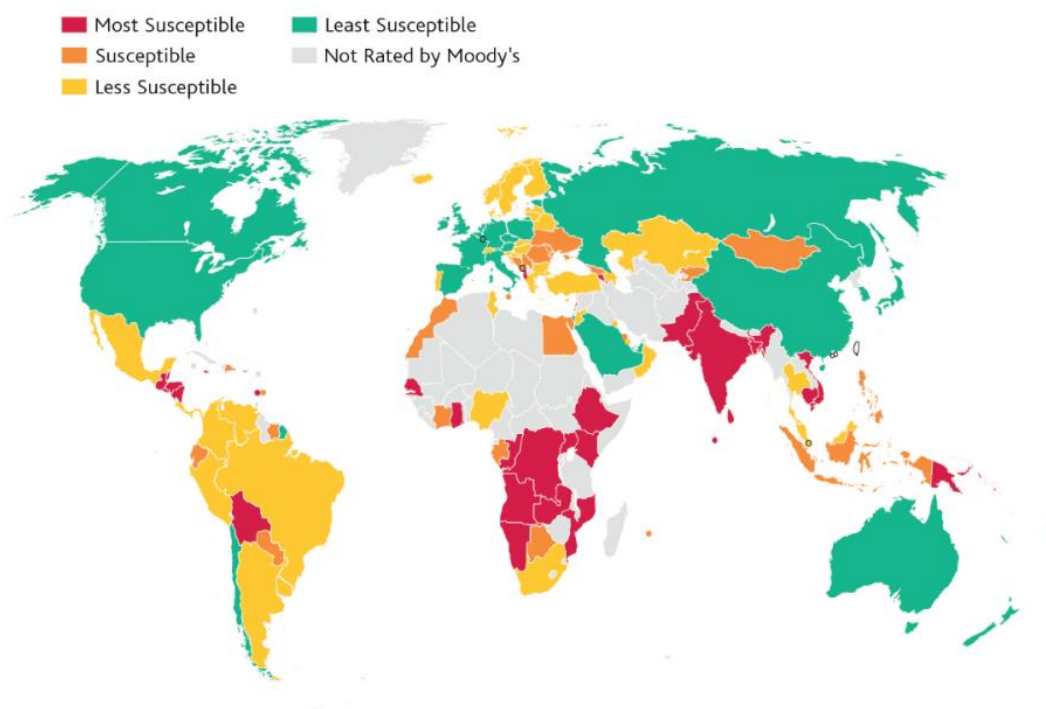 Most Susceptible
Susceptible
Less Susceptible
Least Susceptible
Not Rated by Moody's